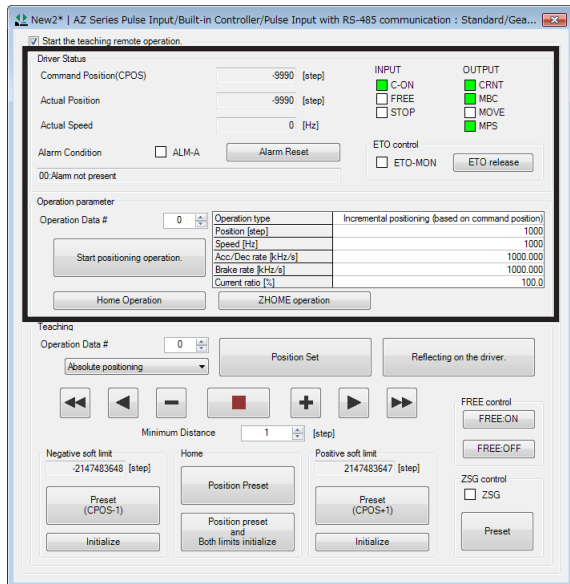 New2* | AZ Series Pulse Input/Built-in Controller/Pulse Input with RS-485 communication : Standard/Gea...
Start the teaching remote operation.
Driver Status
Command Position(CPOS) -9990 [step]
Actual Position -9990 [step]
Actual Speed 0 [Hz]
INPUT
C-ON
FREE
STOP
OUTPUT
CRNT
MBC
MOVE
MPS
Alarm Condition ALM-A Alarm Reset
00:Alarm not present
ETO control
ETO-MON ETO release
Operation parameter
Operation Data # 0
Start positioning operation.
Operation type Incremental positioning (based on command position)
Position [step] 1000
Speed [Hz] 1000
Acc/Dec rate [kHz/s] 1000.000
Brake rate [kHz/s] 1000.000
Current ratio [%] 100.0
Home Operation ZHOME operation
Teaching
Operation Data # 0
Absolute positioning
Position Set Reflecting on the driver.
Minimum Distance 1 [step]
FREE control
FREE:ON
FREE:OFF
Negative soft limit
-2147483648 [step]
Preset
(CPOS-1)
Initialize
Home
Position Preset
Position preset
and
Both limits initialize
Positive soft limit
2147483647 [step]
Preset
(CPOS+1)
Initialize
ZSG control
ZSG
Preset